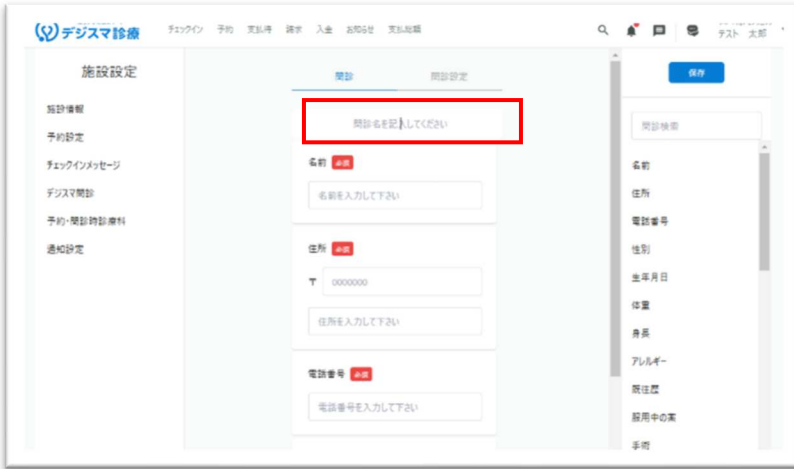 デジスマ診療
チェックイン 予約 支払待 請求 入金 お知らせ 支払総額
テスト 太郎
施設設定
施設情報
予約設定
チェックインメッセージ
デジスマ問診
予約・問診時診療科
通知設定
問診 問診設定
問診名を記入してください
名前 必須
名前を入力して下さい
住所 必須
〒 0000000
住所を入力して下さい
電話番号 必須
電話番号を入力して下さい
保存
問診検索
名前
住所
電話番号
性別
生年月日
体重
身長
アレルギー
既往歴
服用中の薬
手術